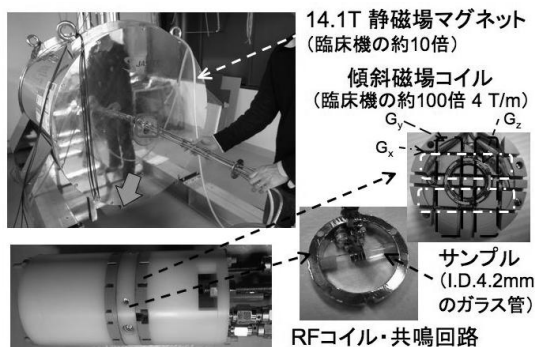 14.1T 静磁場マグネット
(臨床機の約10倍)
傾斜磁場コイル
(臨床機の約100倍 4 T/m)
Gy
Gz
Gx
サンプル
(I.D.4.2mm
のガラス管)
RFコイル・共鳴回路